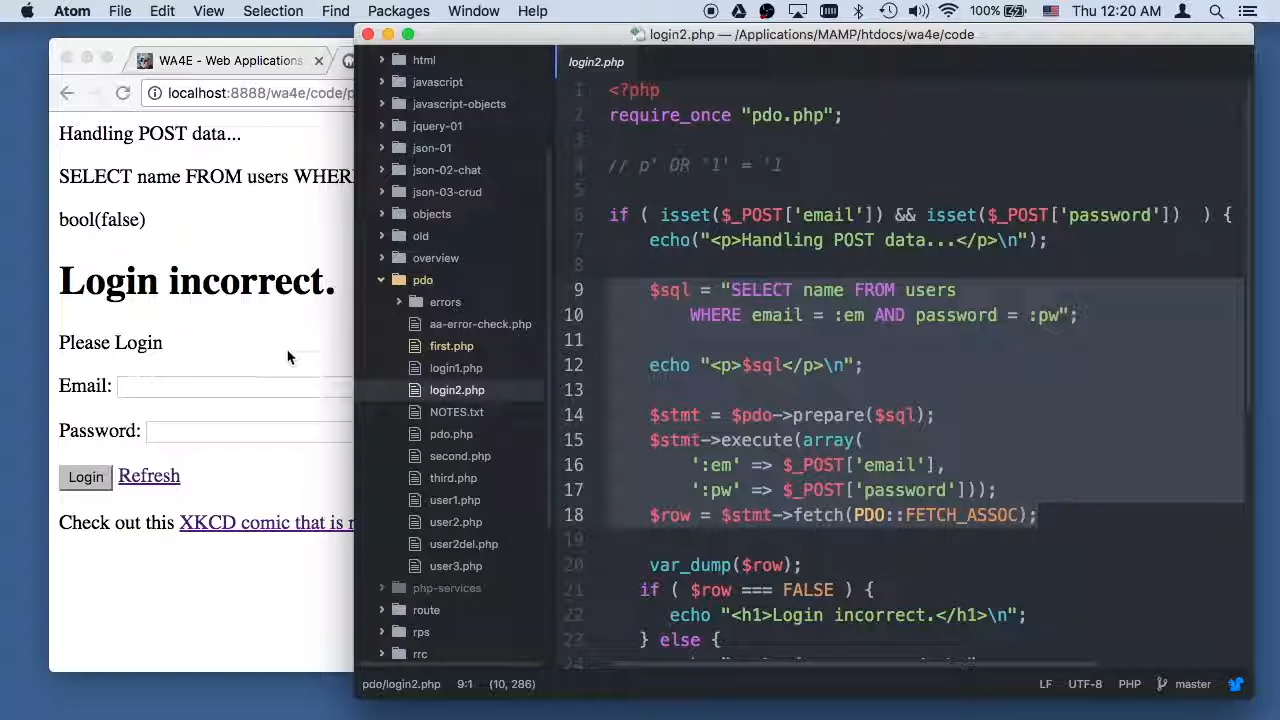 Atom File Edit View Selection Find Packages Window Help 100% Thu 12:20 AM
WA4E - Web Applications
localhost:8888/wa4e/code/p
Handling POST data...
SELECT name FROM users WHER
bool(false)
Login incorrect.
Please Login
Email:
Password:
Login Refresh
Check out this XKCD comic that is r
login2.php — /Applications/MAMP/htdocs/wa4e/code
html
javascript
javascript-objects
jquery-01
json-01
json-02-chat
json-03-crud
objects
old
overview
pdo
errors
aa-error-check.php
first.php
login1.php
login2.php
NOTES.txt
pdo.php
second.php
third.php
user1.php
user2.php
user2del.php
user3.php
php-services
route
rps
rrc
login2.php
1 <?php
2 require_once "pdo.php";
3
4 // p' OR '1' = '1
5
6 if ( isset($_POST['email']) && isset($_POST['password'])  ) {
7 echo("<p>Handling POST data...</p>\n");
8
9 $sql = "SELECT name FROM users
10 WHERE email = :em AND password = :pw";
11
12 echo "<p>$sql</p>\n";
13
14 $stmt = $pdo->prepare($sql);
15 $stmt->execute(array(
16 ':em' => $_POST['email'],
17 ':pw' => $_POST['password']));
18 $row = $stmt->fetch(PDO::FETCH_ASSOC);
19
20 var_dump($row);
21 if ( $row === FALSE ) {
22 echo "<h1>Login incorrect.</h1>\n";
23 } else {
24
pdo/login2.php 9:1 (10, 286) LF UTF-8 PHP master